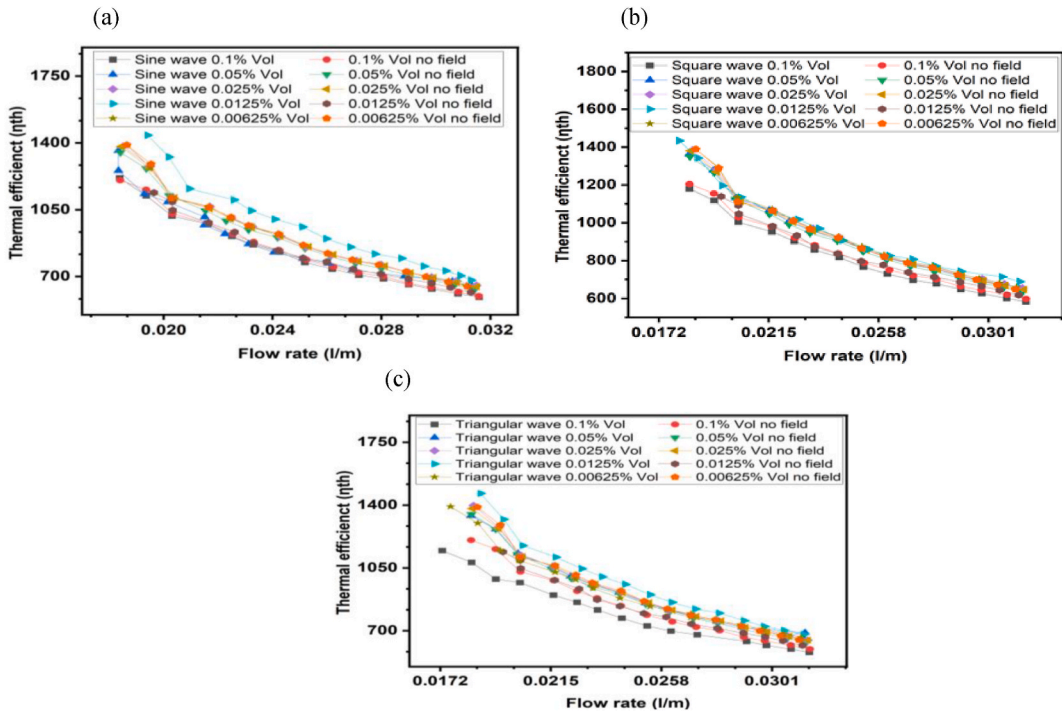 (a)
(b)
Sine wave 0.1% Vol 0.1% Vol no field
Sine wave 0.05% Vol 0.05% Vol no field
Sine wave 0.025% Vol 0.025% Vol no field
Sine wave 0.0125% Vol 0.0125% Vol no field
Sine wave 0.00625% Vol 0.00625% Vol no field
1750
1400
1050
700
Thermal efficienct (ηth)
0.020 0.024 0.028 0.032
Flow rate (l/m)
Square wave 0.1% Vol 0.1% Vol no field
Square wave 0.05% Vol 0.05% Vol no field
Square wave 0.025% Vol 0.025% Vol no field
Square wave 0.0125% Vol 0.0125% Vol no field
Square wave 0.00625% Vol 0.00625% Vol no field
1800
1600
1400
1200
1000
800
600
Thermal efficienct (ηth)
0.0172 0.0215 0.0258 0.0301
Flow rate (l/m)
(c)
Triangular wave 0.1% Vol 0.1% Vol no field
Triangular wave 0.05% Vol 0.05% Vol no field
Triangular wave 0.025% Vol 0.025% Vol no field
Triangular wave 0.0125% Vol 0.0125% Vol no field
Triangular wave 0.00625% Vol 0.00625% Vol no field
1750
1400
1050
700
Thermal efficienct (ηth)
0.0172 0.0215 0.0258 0.0301
Flow rate (l/m)